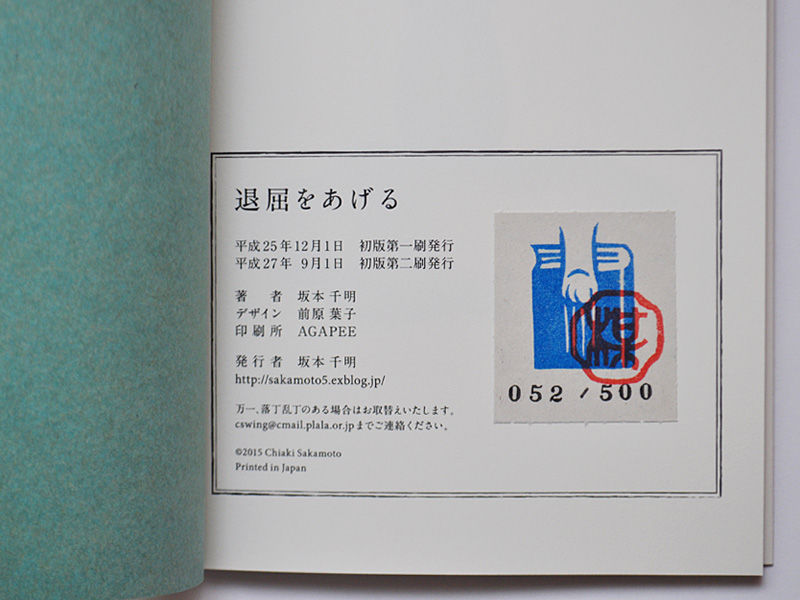 退屈をあげる
平成25年12月1日　初版第一刷発行
平成27年 9月1日　初版第二刷発行
著　者　坂本千明
デザイン　前原葉子
印刷所　AGAPEE
発行者　坂本千明
http://sakamoto5.exblog.jp/
万一、落丁乱丁のある場合はお取替えいたします。
cswing@cmail.plala.or.jpまでご連絡ください。
©2015 Chiaki Sakamoto
Printed in Japan
052 / 500